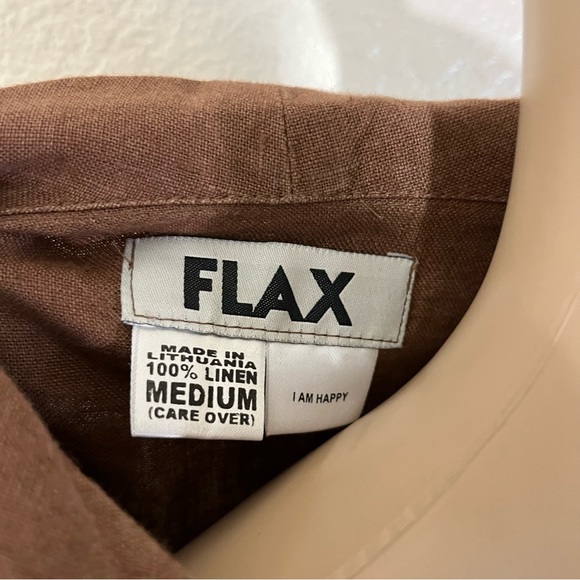 FLAX
MADE IN
LITHUANIA
100% LINEN
MEDIUM
(CARE OVER)
I AM HAPPY